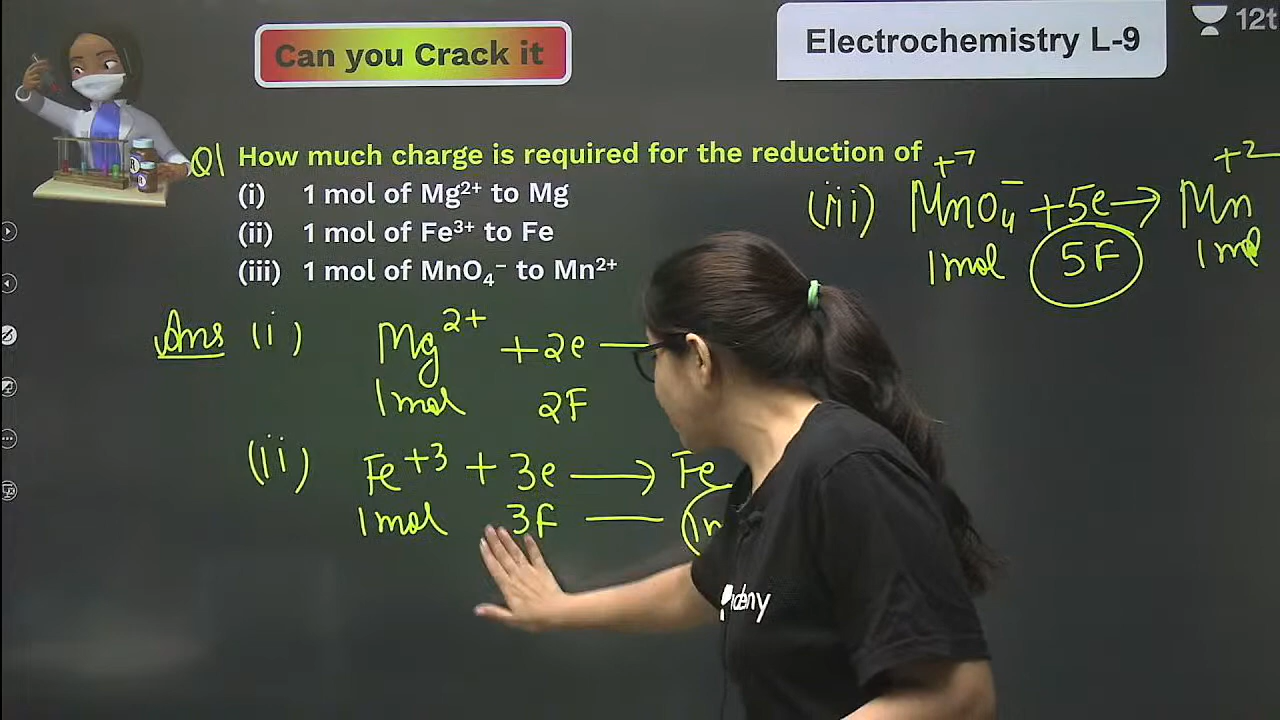 Can you Crack it
Electrochemistry L-9
12t
Q1 How much charge is required for the reduction of
(i) 1 mol of Mg²⁺ to Mg
(ii) 1 mol of Fe³⁺ to Fe
(iii) 1 mol of MnO₄⁻ to Mn²⁺
+7 +2
(iii) MnO₄⁻ +5e → Mn
1mol 5F 1mol
Ans (i) Mg²⁺ +2e —
1mol 2F
(ii) Fe⁺³ + 3e → Fe
1mol 3F —